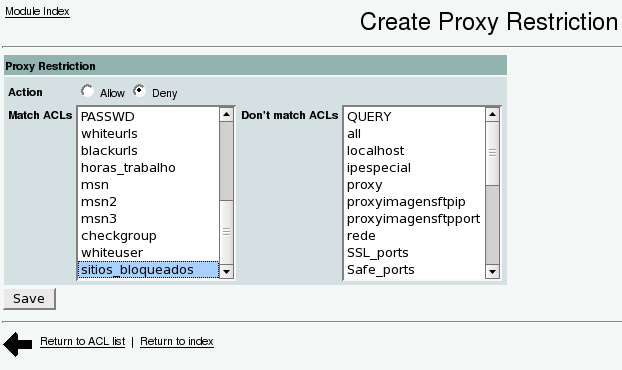 Module Index
Create Proxy Restriction
Proxy Restriction
Action Allow Deny
Match ACLs
PASSWD
whiteurls
blackurls
horas_trabalho
msn
msn2
msn3
checkgroup
whiteuser
sitios_bloqueados
Don't match ACLs
QUERY
all
localhost
ipespecial
proxy
proxyimagensftpip
proxyimagensftpport
rede
SSL_ports
Safe_ports
Save
Return to ACL list | Return to index